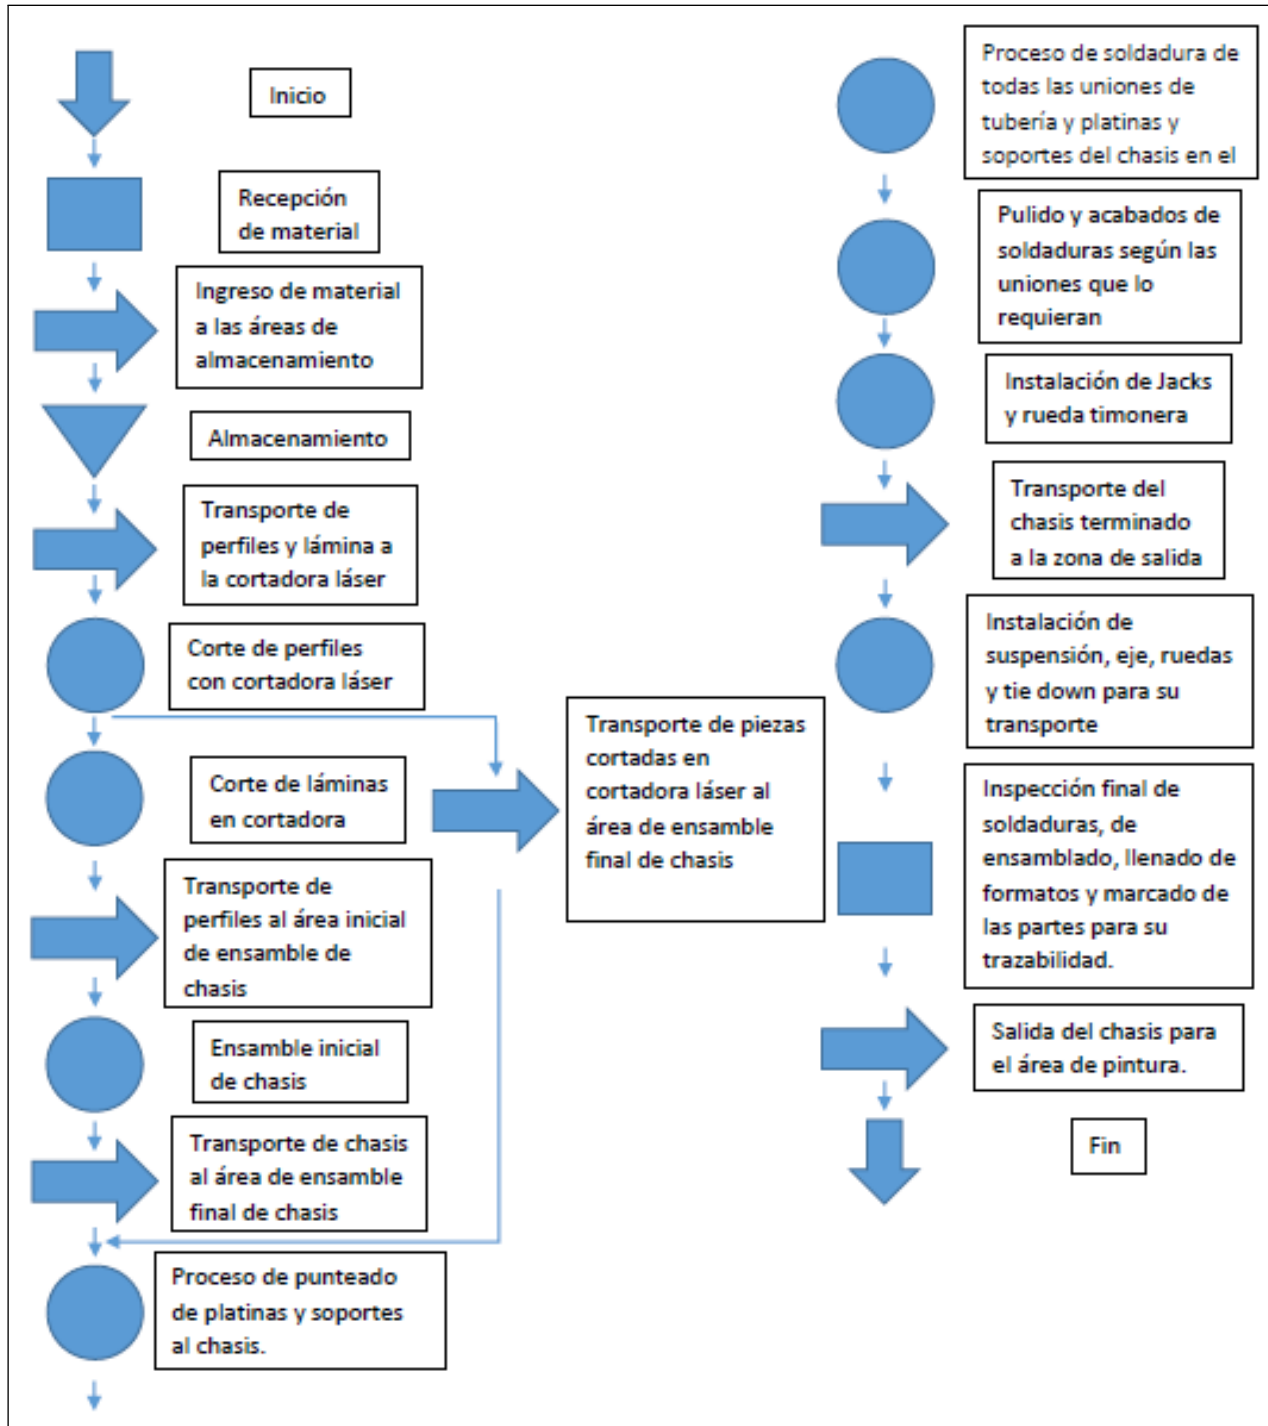 Inicio
Recepción
de material
Ingreso de material
a las áreas de
almacenamiento
Almacenamiento
Transporte de
perfiles y lámina a
la cortadora láser
Corte de perfiles
con cortadora láser
Corte de láminas
en cortadora
Transporte de
perfiles al área inicial
de ensamble de
chasis
Ensamble inicial
de chasis
Transporte de chasis
al área de ensamble
final de chasis
Proceso de punteado
de platinas y soportes
al chasis.
Transporte de piezas
cortadas en
cortadora láser al
área de ensamble
final de chasis
Proceso de soldadura de
todas las uniones de
tubería y platinas y
soportes del chasis en el
Pulido y acabados de
soldaduras según las
uniones que lo
requieran
Instalación de Jacks
y rueda timonera
Transporte del
chasis terminado
a la zona de salida
Instalación de
suspensión, eje, ruedas
y tie down para su
transporte
Inspección final de
soldaduras, de
ensamblado, llenado de
formatos y marcado de
las partes para su
trazabilidad.
Salida del chasis para
el área de pintura.
Fin